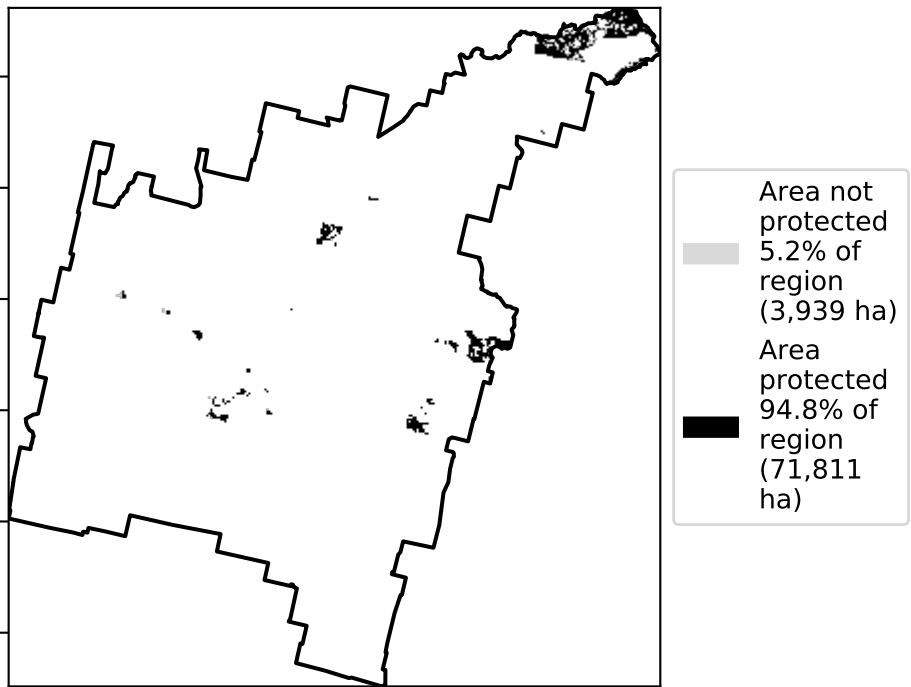 Area not
protected
5.2% of
region
(3,939 ha)
Area
protected
94.8% of
region
(71,811
ha)